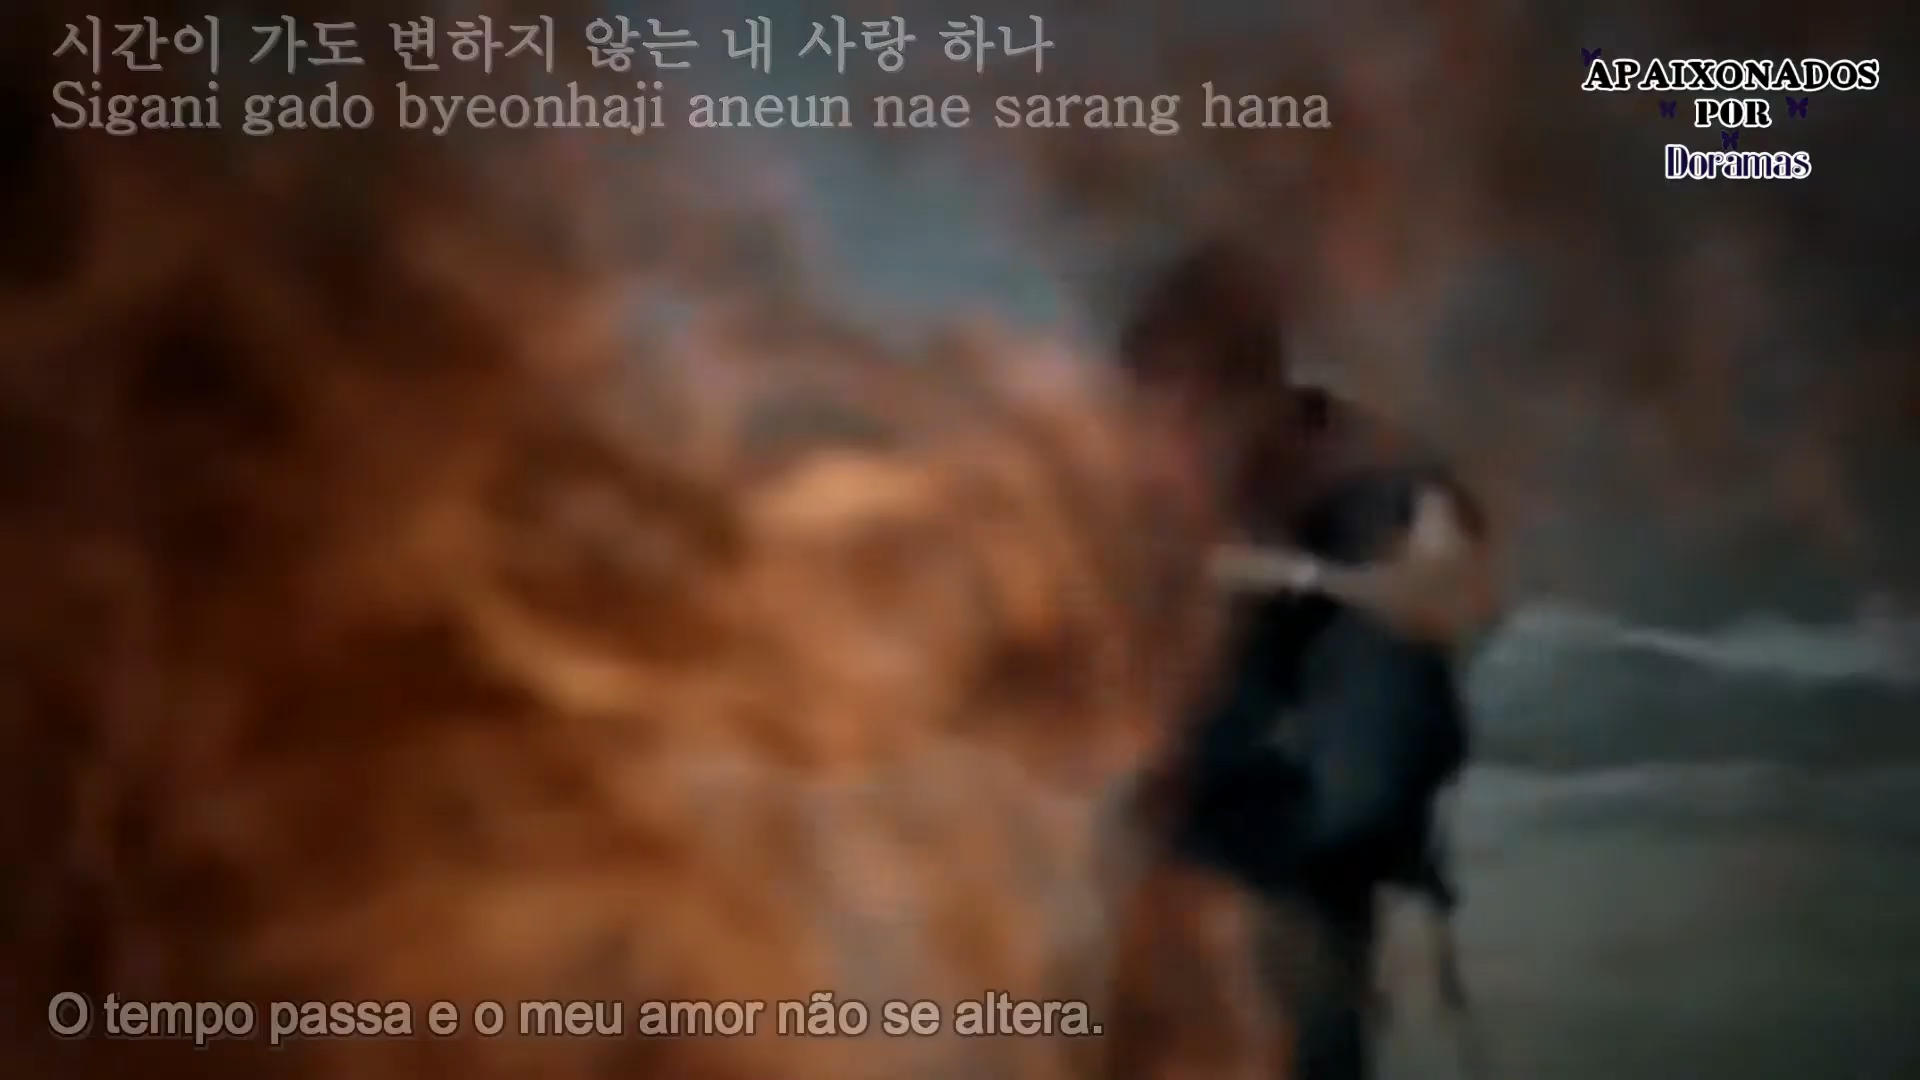 시간이 가도 변하지 않는 내 사랑 하나
Sigani gado byeonhaji aneun nae sarang hana
APAIXONADOS
POR
Doramas
O tempo passa e o meu amor não se altera.